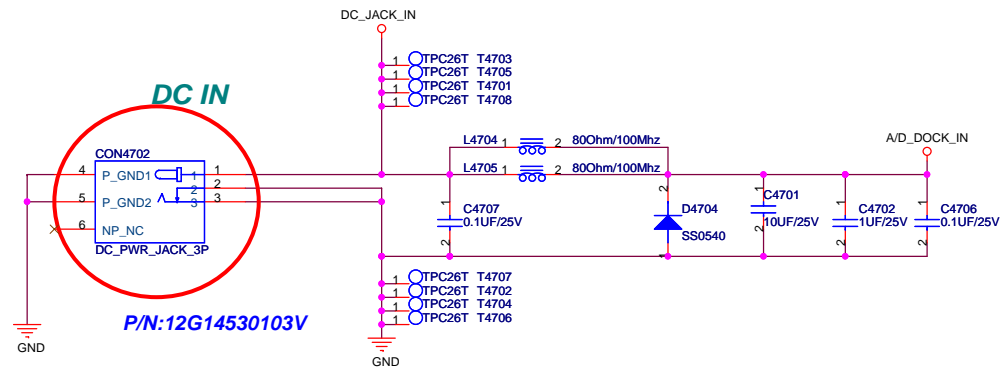 DC_JACK_IN
1 TPC26T T4703
1 TPC26T T4705
1 TPC26T T4701
1 TPC26T T4708
DC IN
A/D_DOCK_IN
L4704 1 2 80Ohm/100Mhz
L4705 1 2 80Ohm/100Mhz
CON4702
4 P_GND1 1 1
2 2
5 P_GND2 3 3
6 NP_NC
DC_PWR_JACK_3P
1 C4707 0.1UF/25V 2
2 D4704 SS0540 1
1 C4701 10UF/25V 2
1 C4702 1UF/25V 2
1 C4706 0.1UF/25V 2
1 TPC26T T4707
1 TPC26T T4702
1 TPC26T T4704
1 TPC26T T4706
P/N:12G14530103V
GND
GND